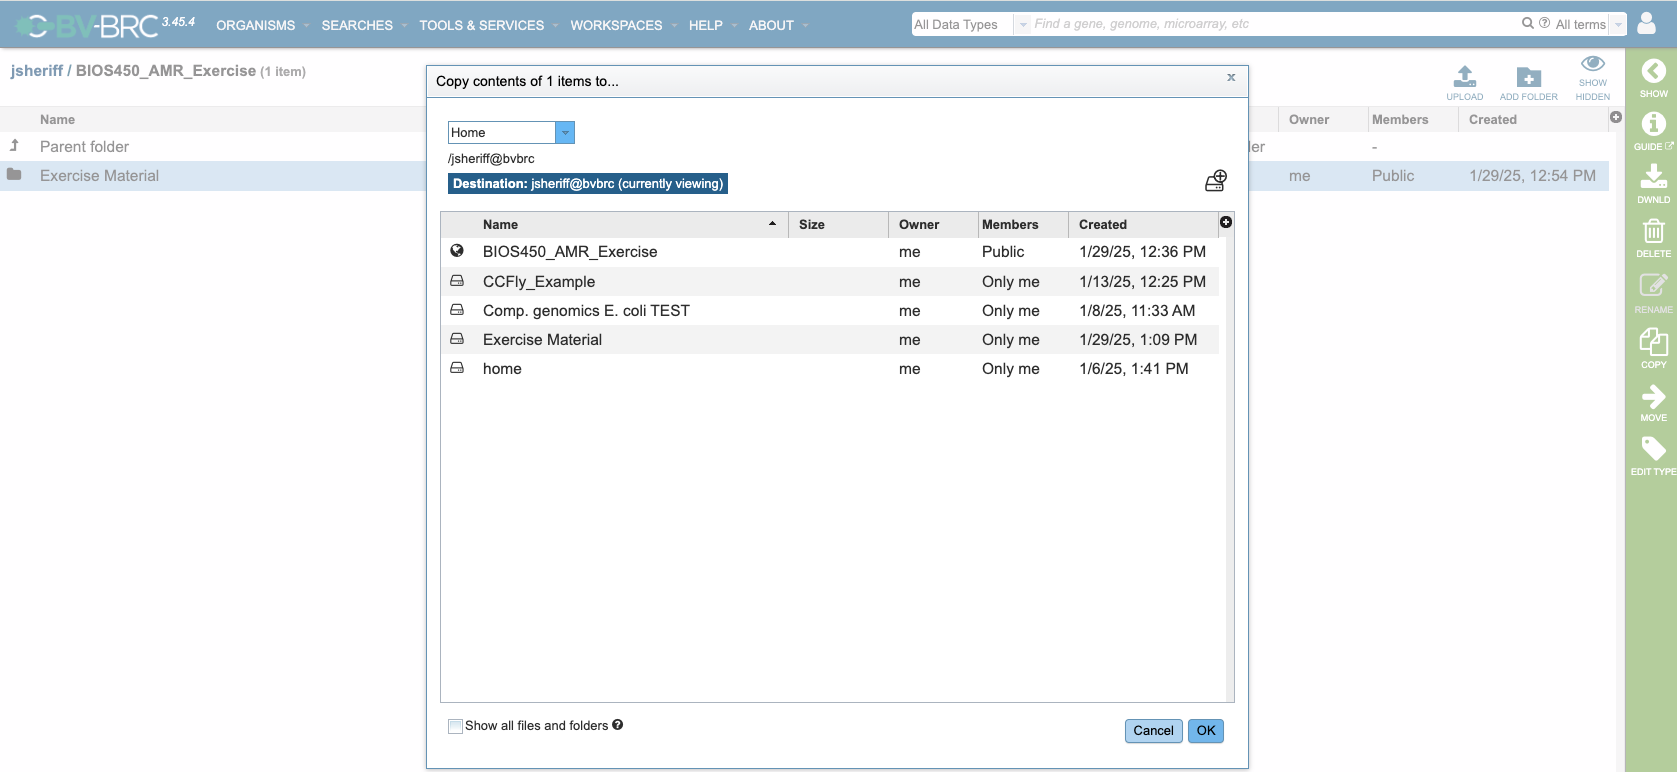 BV-BRC 3.45.4 ORGANISMS SEARCHES TOOLS & SERVICES WORKSPACES HELP ABOUT All Data Types Find a gene, genome, microarray, etc All terms
jsheriff / BIOS450_AMR_Exercise (1 item)
UPLOAD ADD FOLDER SHOW HIDDEN
Name Owner Members Created
Parent folder -
Exercise Material me Public 1/29/25, 12:54 PM
Copy contents of 1 items to... x
Home
/jsheriff@bvbrc
Destination: jsheriff@bvbrc (currently viewing)
Name Size Owner Members Created
BIOS450_AMR_Exercise me Public 1/29/25, 12:36 PM
CCFly_Example me Only me 1/13/25, 12:25 PM
Comp. genomics E. coli TEST me Only me 1/8/25, 11:33 AM
Exercise Material me Only me 1/29/25, 1:09 PM
home me Only me 1/6/25, 1:41 PM
Show all files and folders
Cancel OK
SHOW
GUIDE
DWNLD
DELETE
RENAME
COPY
MOVE
EDIT TYPE